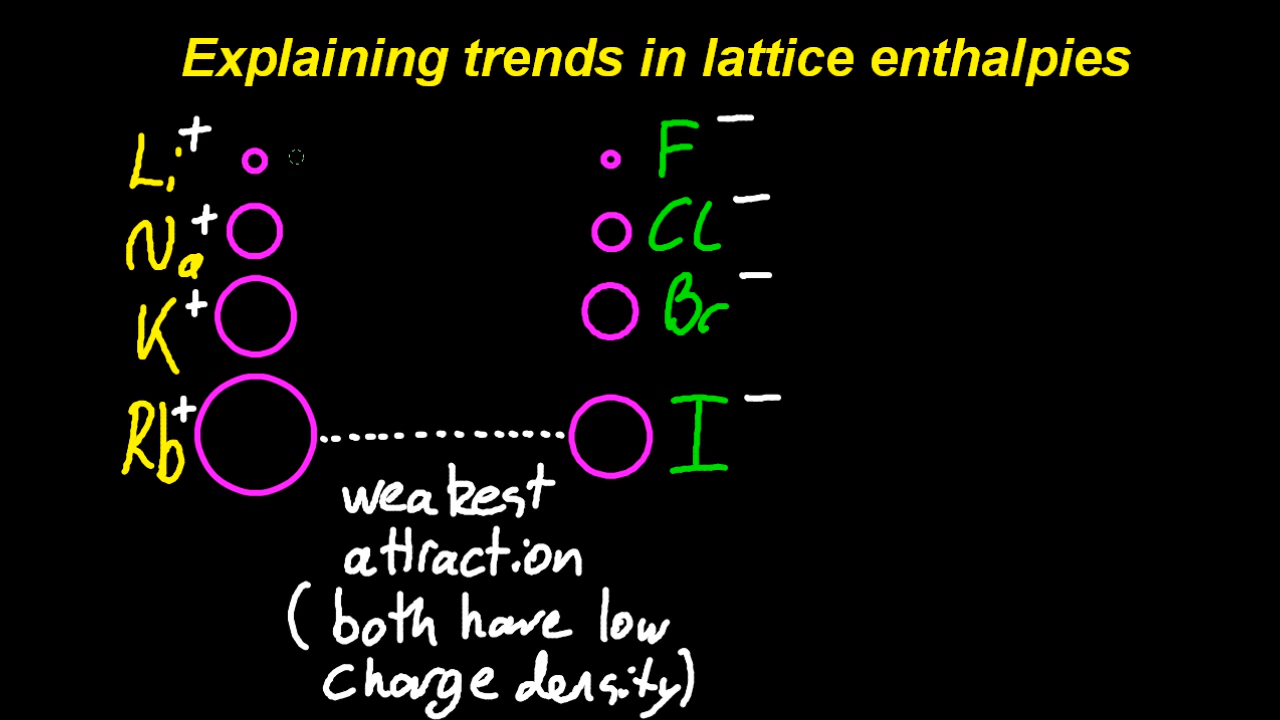 Explaining trends in lattice enthalpies
Li+ F−
Na+ Cl−
K+ Br−
Rb+ I−
weakest
attraction
(both have low
charge density)